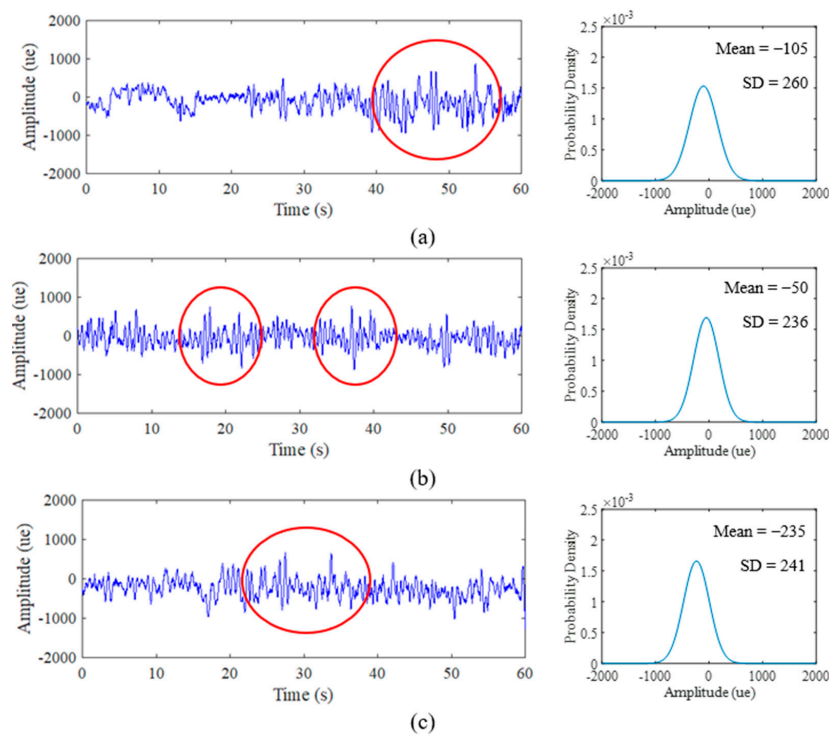 2000
1000
0
-1000
-2000
Amplitude (ue)
0 10 20 30 40 50 60
Time (s)
×10⁻³
2.5
2
1.5
1
0.5
0
Probability Density
Mean = −105
SD = 260
-2000 -1000 0 1000 2000
Amplitude (ue)
(a)
2000
1000
0
-1000
-2000
Amplitude (ue)
0 10 20 30 40 50 60
Time (s)
×10⁻³
2.5
2
1.5
1
0.5
0
Probability Density
Mean = −50
SD = 236
-2000 -1000 0 1000 2000
Amplitude (ue)
(b)
2000
1000
0
-1000
-2000
Amplitude (ue)
0 10 20 30 40 50 60
Time (s)
×10⁻³
2.5
2
1.5
1
0.5
0
Probability Density
Mean = −235
SD = 241
-2000 -1000 0 1000 2000
Amplitude (ue)
(c)